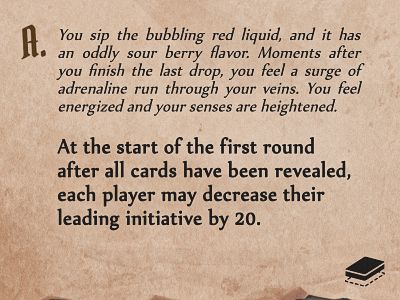 A.
You sip the bubbling red liquid, and it has
an oddly sour berry flavor. Moments after
you finish the last drop, you feel a surge of
adrenaline run through your veins. You feel
energized and your senses are heightened.
At the start of the first round
after all cards have been revealed,
each player may decrease their
leading initiative by 20.